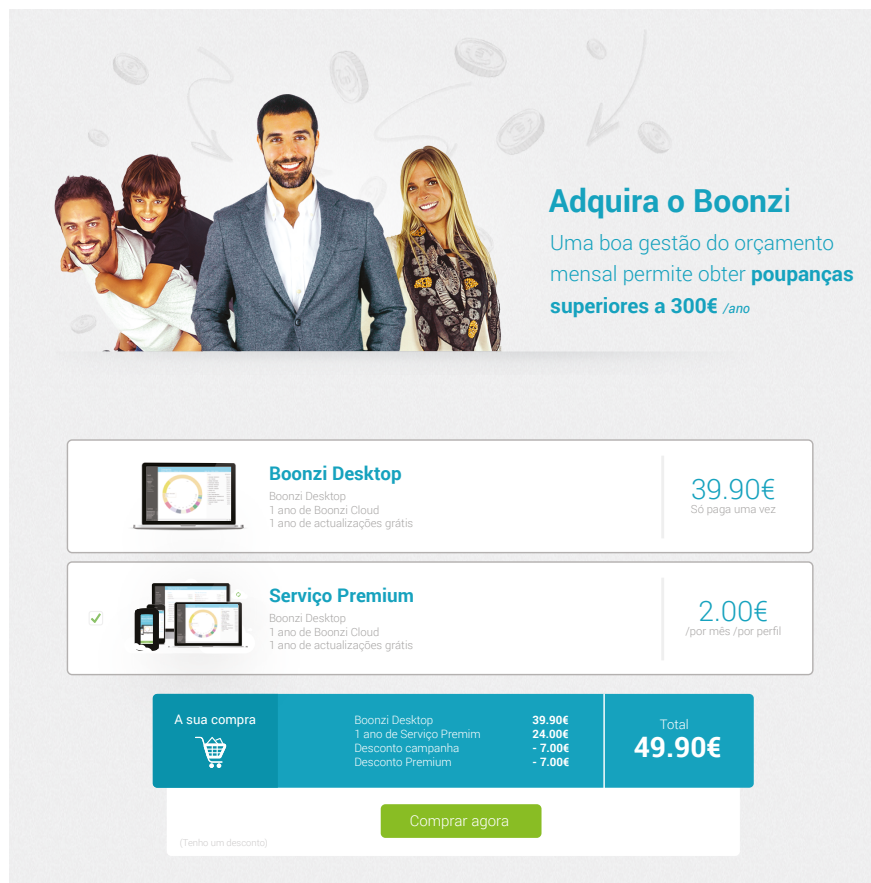 Adquira o Boonzi
Uma boa gestão do orçamento
mensal permite obter poupanças
superiores a 300€ /ano
Boonzi Desktop
Boonzi Desktop
1 ano de Boonzi Cloud
1 ano de actualizações grátis
39.90€
Só paga uma vez
Serviço Premium
Boonzi Desktop
1 ano de Boonzi Cloud
1 ano de actualizações grátis
2.00€
/por mês /por perfil
A sua compra
Boonzi Desktop 39.90€
1 ano de Serviço Premim 24.00€
Desconto campanha - 7.00€
Desconto Premium - 7.00€
Total
49.90€
Comprar agora
(Tenho um desconto)